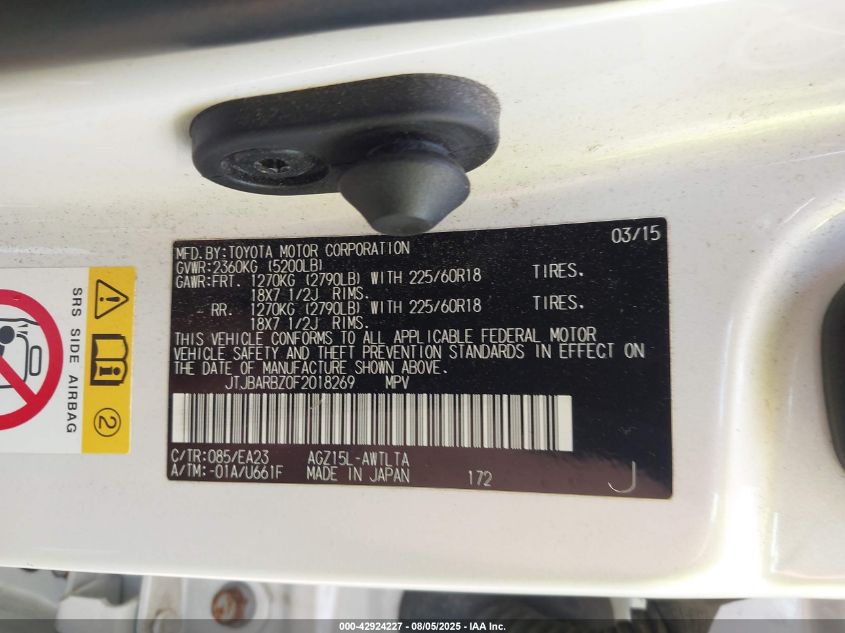 03/15
MFD.BY:TOYOTA MOTOR CORPORATION
GVWR:2360KG (5200LB)
GAWR:FRT. 1270KG (2790LB) WITH 225/60R18 TIRES.
18X7 1/2J RIMS.
RR. 1270KG (2790LB) WITH 225/60R18 TIRES.
18X7 1/2J RIMS.
THIS VEHICLE CONFORMS TO ALL APPLICABLE FEDERAL MOTOR
VEHICLE SAFETY AND THEFT PREVENTION STANDARDS IN EFFECT ON
THE DATE OF MANUFACTURE SHOWN ABOVE.
JTJBARBZ0F2018269 MPV
C/TR:085/EA23 AGZ15L-AWTLTA
A/TM:-01A/U661F MADE IN JAPAN 172 J
SRS SIDE AIRBAG
2
000-42924227 - 08/05/2025 - IAA Inc.